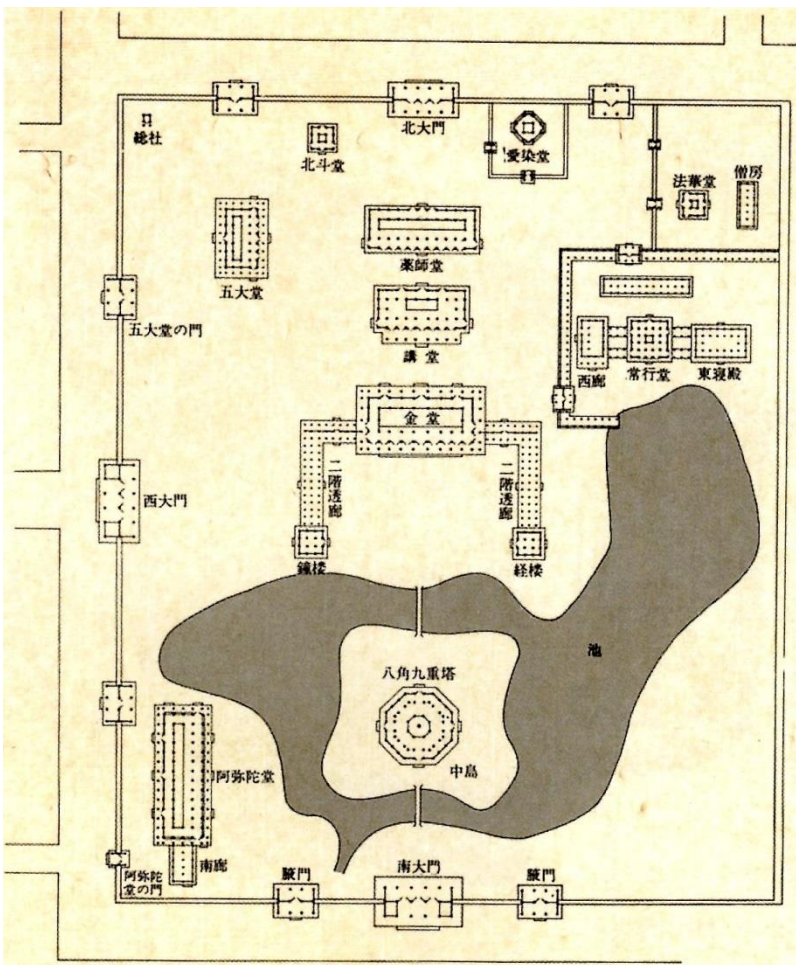 総社
北斗堂
北大門
愛染堂
法華堂
僧房
五大堂
薬師堂
五大堂の門
講堂
西廊
常行堂
東寝殿
金堂
二階透廊
二階透廊
西大門
鐘楼
経楼
池
八角九重塔
中島
阿弥陀堂
南廊
阿弥陀
堂の門
腋門
南大門
腋門